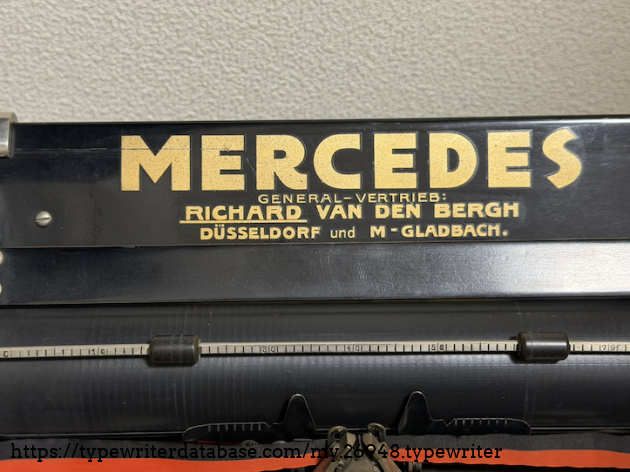 MERCEDES
GENERAL-VERTRIEB:
RICHARD VAN DEN BERGH
DÜSSELDORF und M-GLADBACH.
https://typewriterdatabase.com/my.26948.typewriter